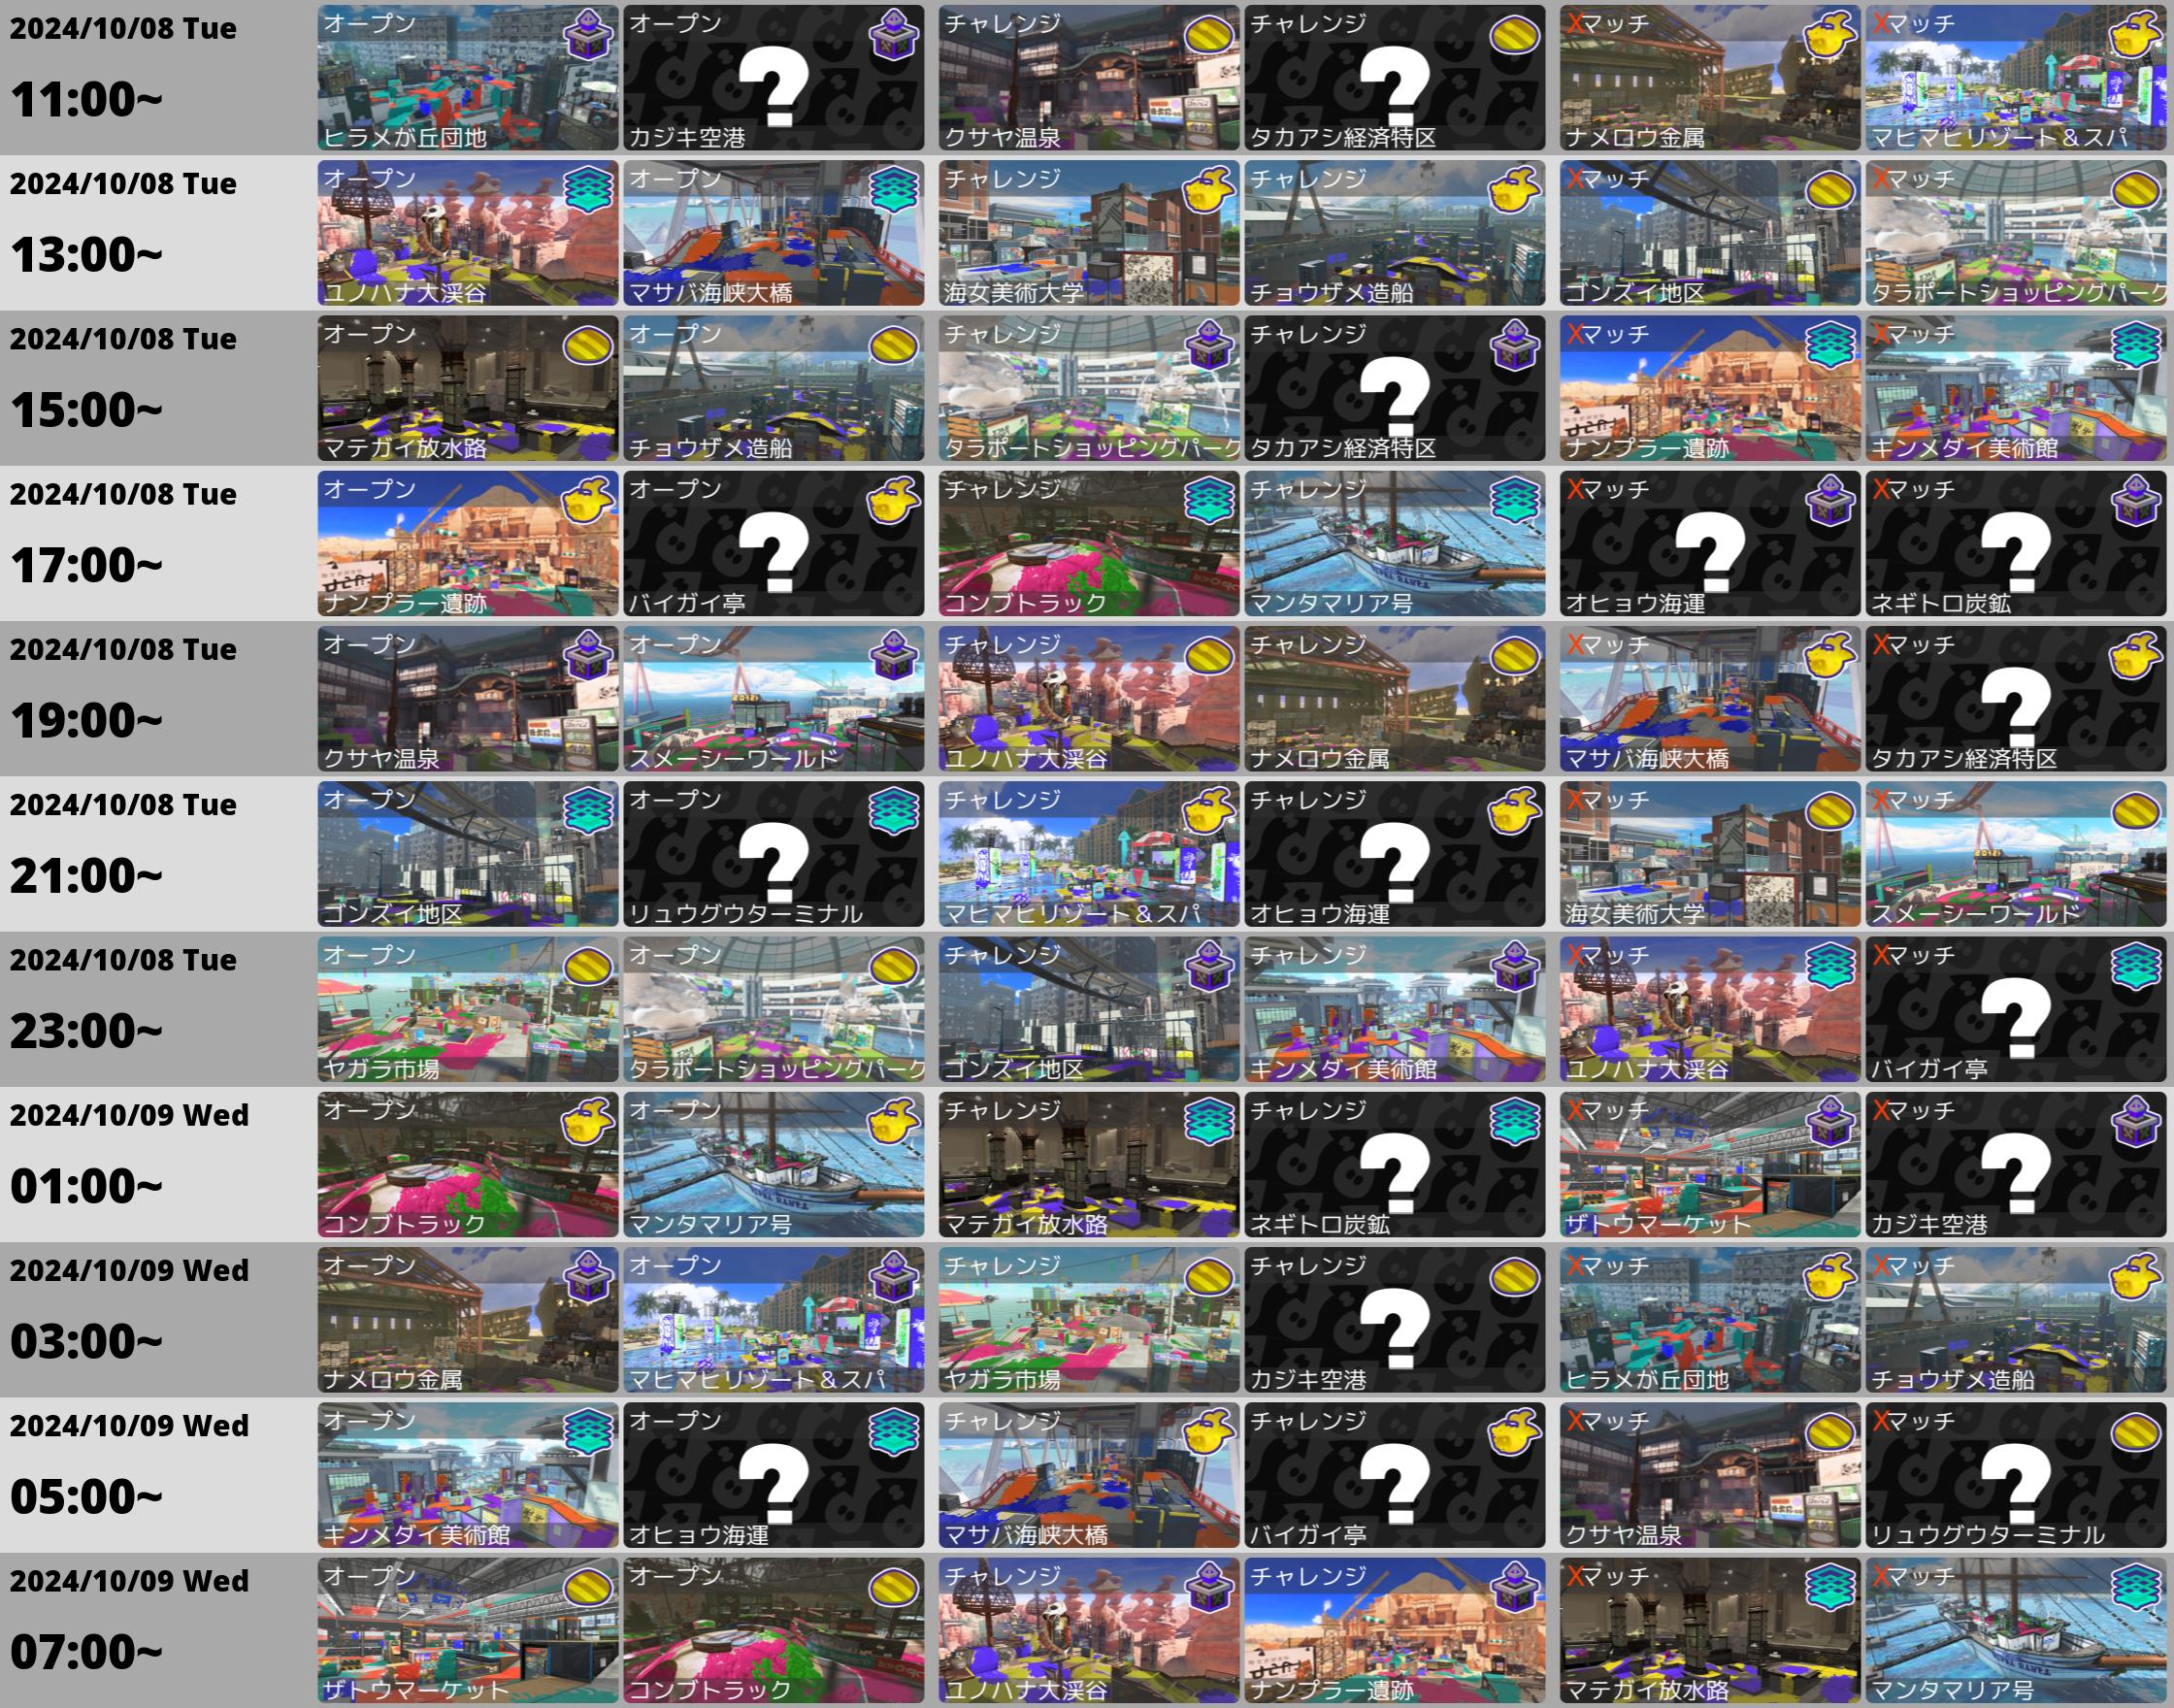 2024/10/08 Tue
11:00~
オープン オープン チャレンジ チャレンジ Xマッチ Xマッチ
ヒラメが丘団地 カジキ空港 クサヤ温泉 タカアシ経済特区 ナメロウ金属 マヒマヒリゾート＆スパ
2024/10/08 Tue
13:00~
オープン オープン チャレンジ チャレンジ Xマッチ Xマッチ
ユノハナ大渓谷 マサバ海峡大橋 海女美術大学 チョウザメ造船 ゴンズイ地区 タラポートショッピングパーク
2024/10/08 Tue
15:00~
オープン オープン チャレンジ チャレンジ Xマッチ Xマッチ
マテガイ放水路 チョウザメ造船 タラポートショッピングパーク タカアシ経済特区 ナンプラー遺跡 キンメダイ美術館
2024/10/08 Tue
17:00~
オープン オープン チャレンジ チャレンジ Xマッチ Xマッチ
ナンプラー遺跡 バイガイ亭 コンブトラック マンタマリア号 オヒョウ海運 ネギトロ炭鉱
2024/10/08 Tue
19:00~
オープン オープン チャレンジ チャレンジ Xマッチ Xマッチ
クサヤ温泉 スメーシーワールド ユノハナ大渓谷 ナメロウ金属 マサバ海峡大橋 タカアシ経済特区
2024/10/08 Tue
21:00~
オープン オープン チャレンジ チャレンジ Xマッチ Xマッチ
ゴンズイ地区 リュウグウターミナル マヒマヒリゾート＆スパ オヒョウ海運 海女美術大学 スメーシーワールド
2024/10/08 Tue
23:00~
オープン オープン チャレンジ チャレンジ Xマッチ Xマッチ
ヤガラ市場 タラポートショッピングパーク ゴンズイ地区 キンメダイ美術館 ユノハナ大渓谷 バイガイ亭
2024/10/09 Wed
01:00~
オープン オープン チャレンジ チャレンジ Xマッチ Xマッチ
コンブトラック マンタマリア号 マテガイ放水路 ネギトロ炭鉱 ザトウマーケット カジキ空港
2024/10/09 Wed
03:00~
オープン オープン チャレンジ チャレンジ Xマッチ Xマッチ
ナメロウ金属 マヒマヒリゾート＆スパ ヤガラ市場 カジキ空港 ヒラメが丘団地 チョウザメ造船
2024/10/09 Wed
05:00~
オープン オープン チャレンジ チャレンジ Xマッチ Xマッチ
キンメダイ美術館 オヒョウ海運 マサバ海峡大橋 バイガイ亭 クサヤ温泉 リュウグウターミナル
2024/10/09 Wed
07:00~
オープン オープン チャレンジ チャレンジ Xマッチ Xマッチ
ザトウマーケット コンブトラック ユノハナ大渓谷 ナンプラー遺跡 マテガイ放水路 マンタマリア号